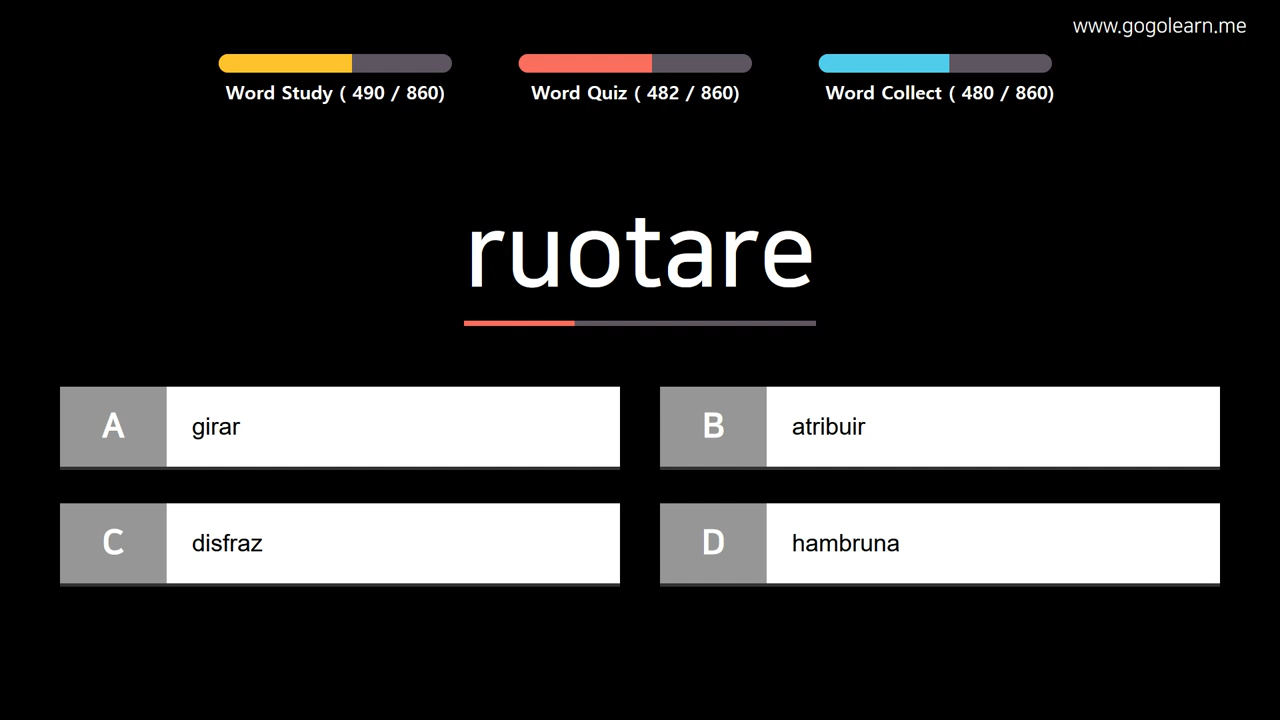 www.gogolearn.me
Word Study ( 490 / 860)
Word Quiz ( 482 / 860)
Word Collect ( 480 / 860)
ruotare
A girar
B atribuir
C disfraz
D hambruna